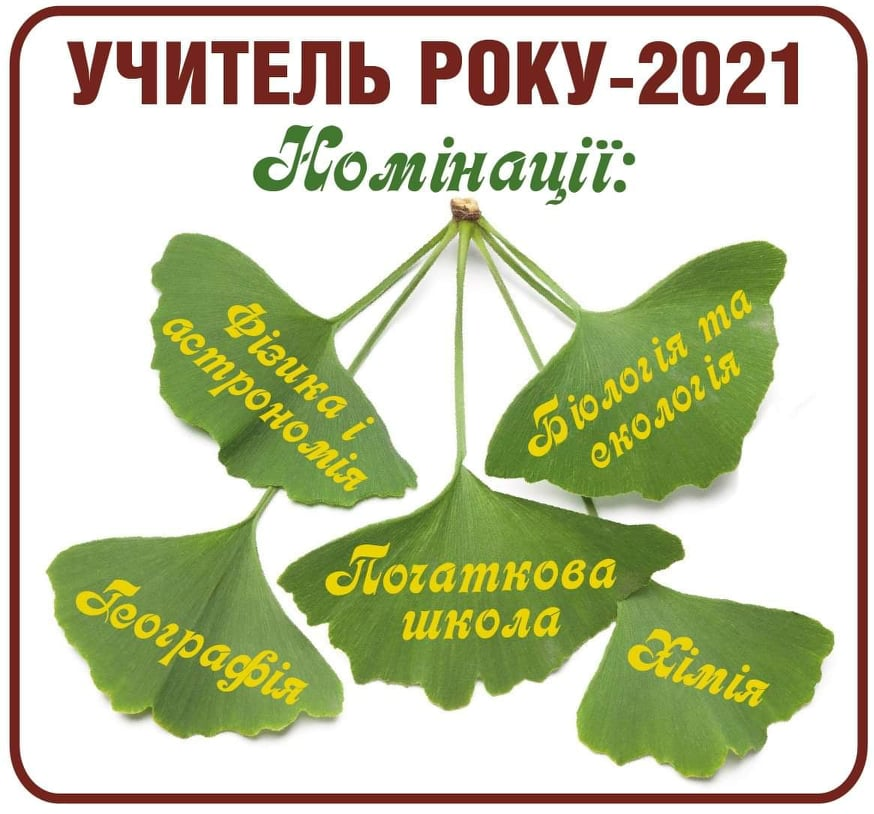 УЧИТЕЛЬ РОКУ-2021
Номінації:
Фізика і
астрономія
Біологія та
екологія
Географія
Початкова
школа
Хімія